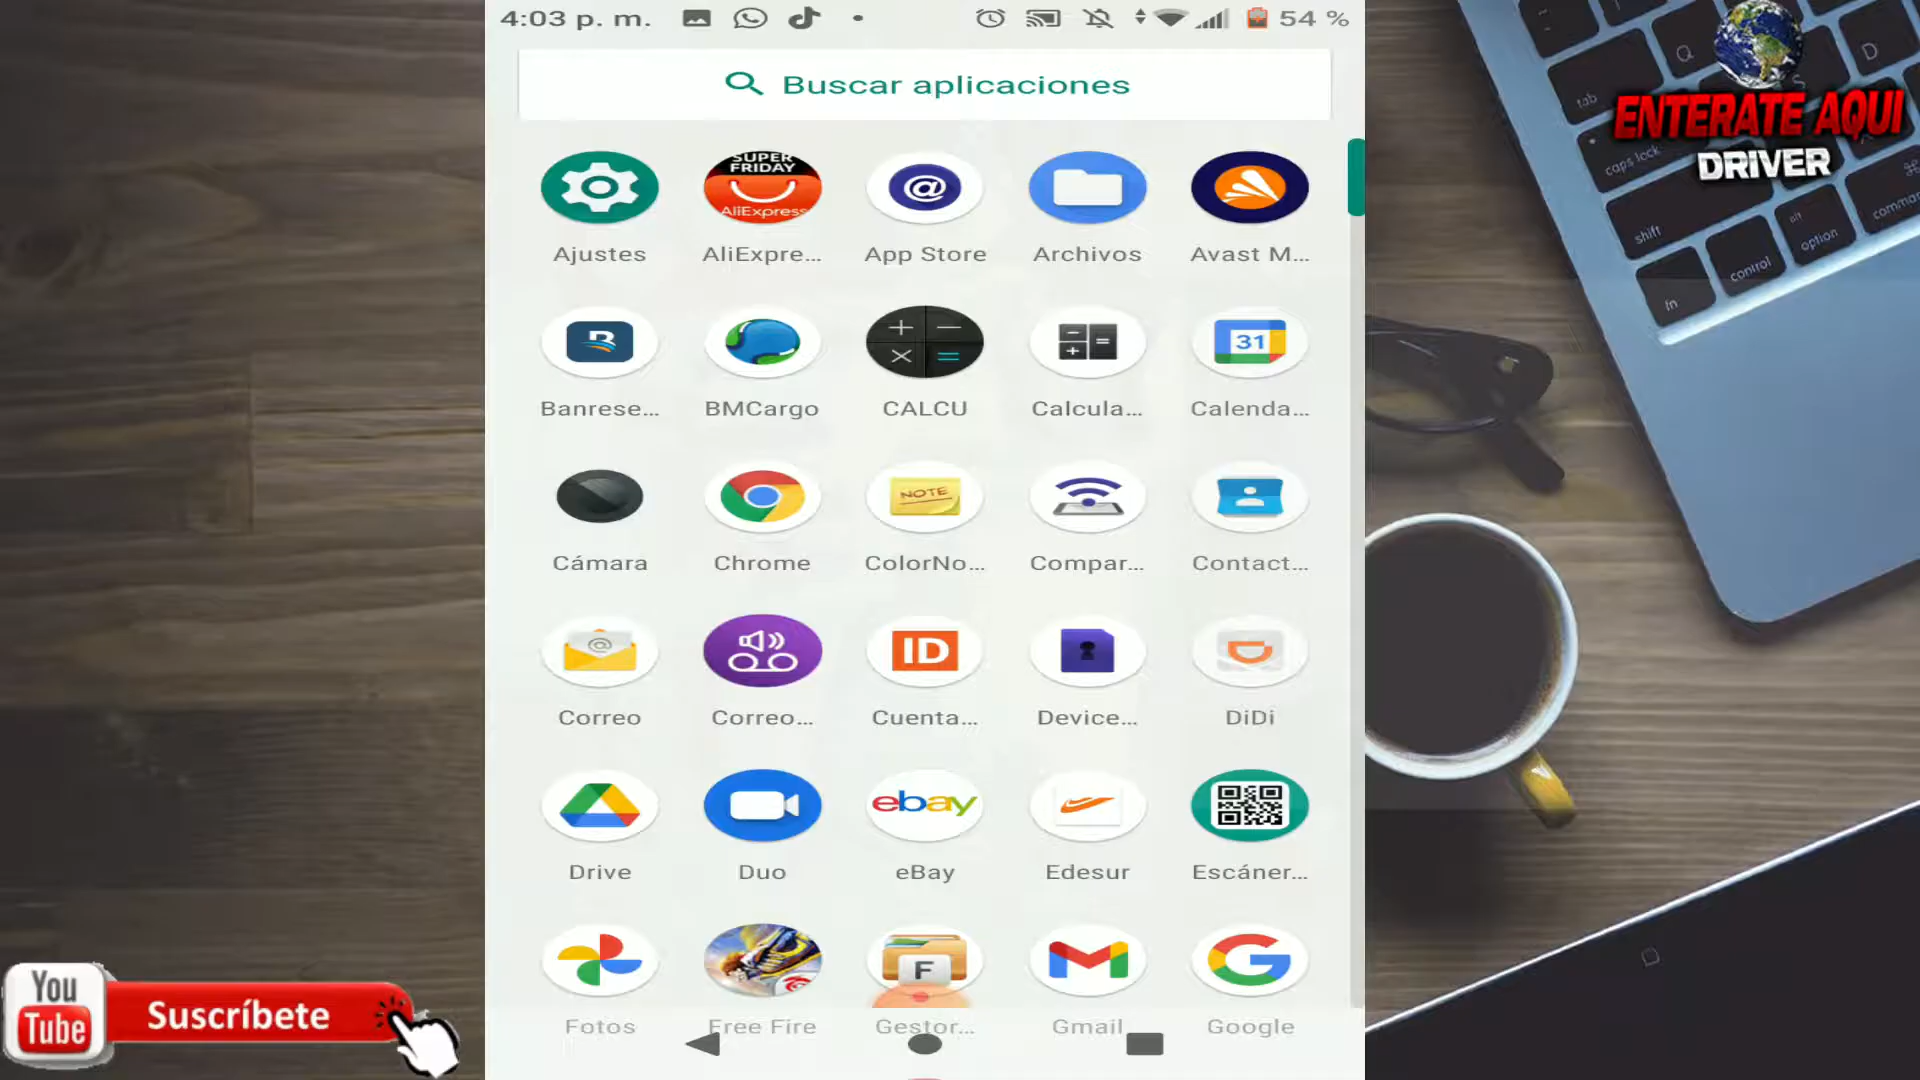 4:03 p. m.
54 %
Buscar aplicaciones
SUPER
FRIDAY
AliExpress
@
Ajustes
AliExpre...
App Store
Archivos
Avast M...
31
Banrese...
BMCargo
CALCU
Calcula...
Calenda...
NOTE
Cámara
Chrome
ColorNo...
Compar...
Contact...
@
ID
Correo
Correo...
Cuenta...
Device...
DiDi
ebay
Drive
Duo
eBay
Edesur
Escáner...
F
Fotos
Free Fire
Gestor...
Gmail
Google
ENTERATE AQUI
DRIVER
You
Tube
Suscríbete
Q
D
S
tab
caps lock
shift
fn
control
alt
option
command